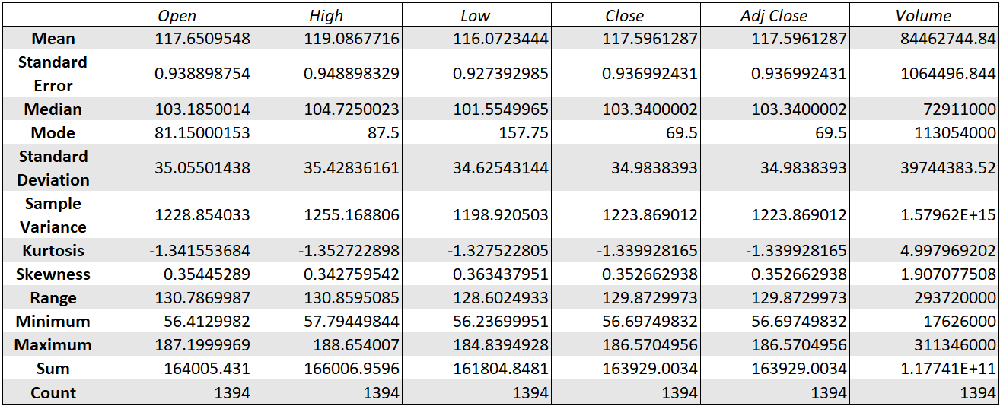 Open High Low Close Adj Close Volume
Mean 117.6509548 119.0867716 116.0723444 117.5961287 117.5961287 84462744.84
Standard
Error 0.938898754 0.948898329 0.927392985 0.936992431 0.936992431 1064496.844
Median 103.1850014 104.7250023 101.5549965 103.3400002 103.3400002 72911000
Mode 81.15000153 87.5 157.75 69.5 69.5 113054000
Standard
Deviation 35.05501438 35.42836161 34.62543144 34.9838393 34.9838393 39744383.52
Sample
Variance 1228.854033 1255.168806 1198.920503 1223.869012 1223.869012 1.57962E+15
Kurtosis -1.341553684 -1.352722898 -1.327522805 -1.339928165 -1.339928165 4.997969202
Skewness 0.35445289 0.342759542 0.363437951 0.352662938 0.352662938 1.907077508
Range 130.7869987 130.8595085 128.6024933 129.8729973 129.8729973 293720000
Minimum 56.4129982 57.79449844 56.23699951 56.69749832 56.69749832 17626000
Maximum 187.1999969 188.654007 184.8394928 186.5704956 186.5704956 311346000
Sum 164005.431 166006.9596 161804.8481 163929.0034 163929.0034 1.17741E+11
Count 1394 1394 1394 1394 1394 1394